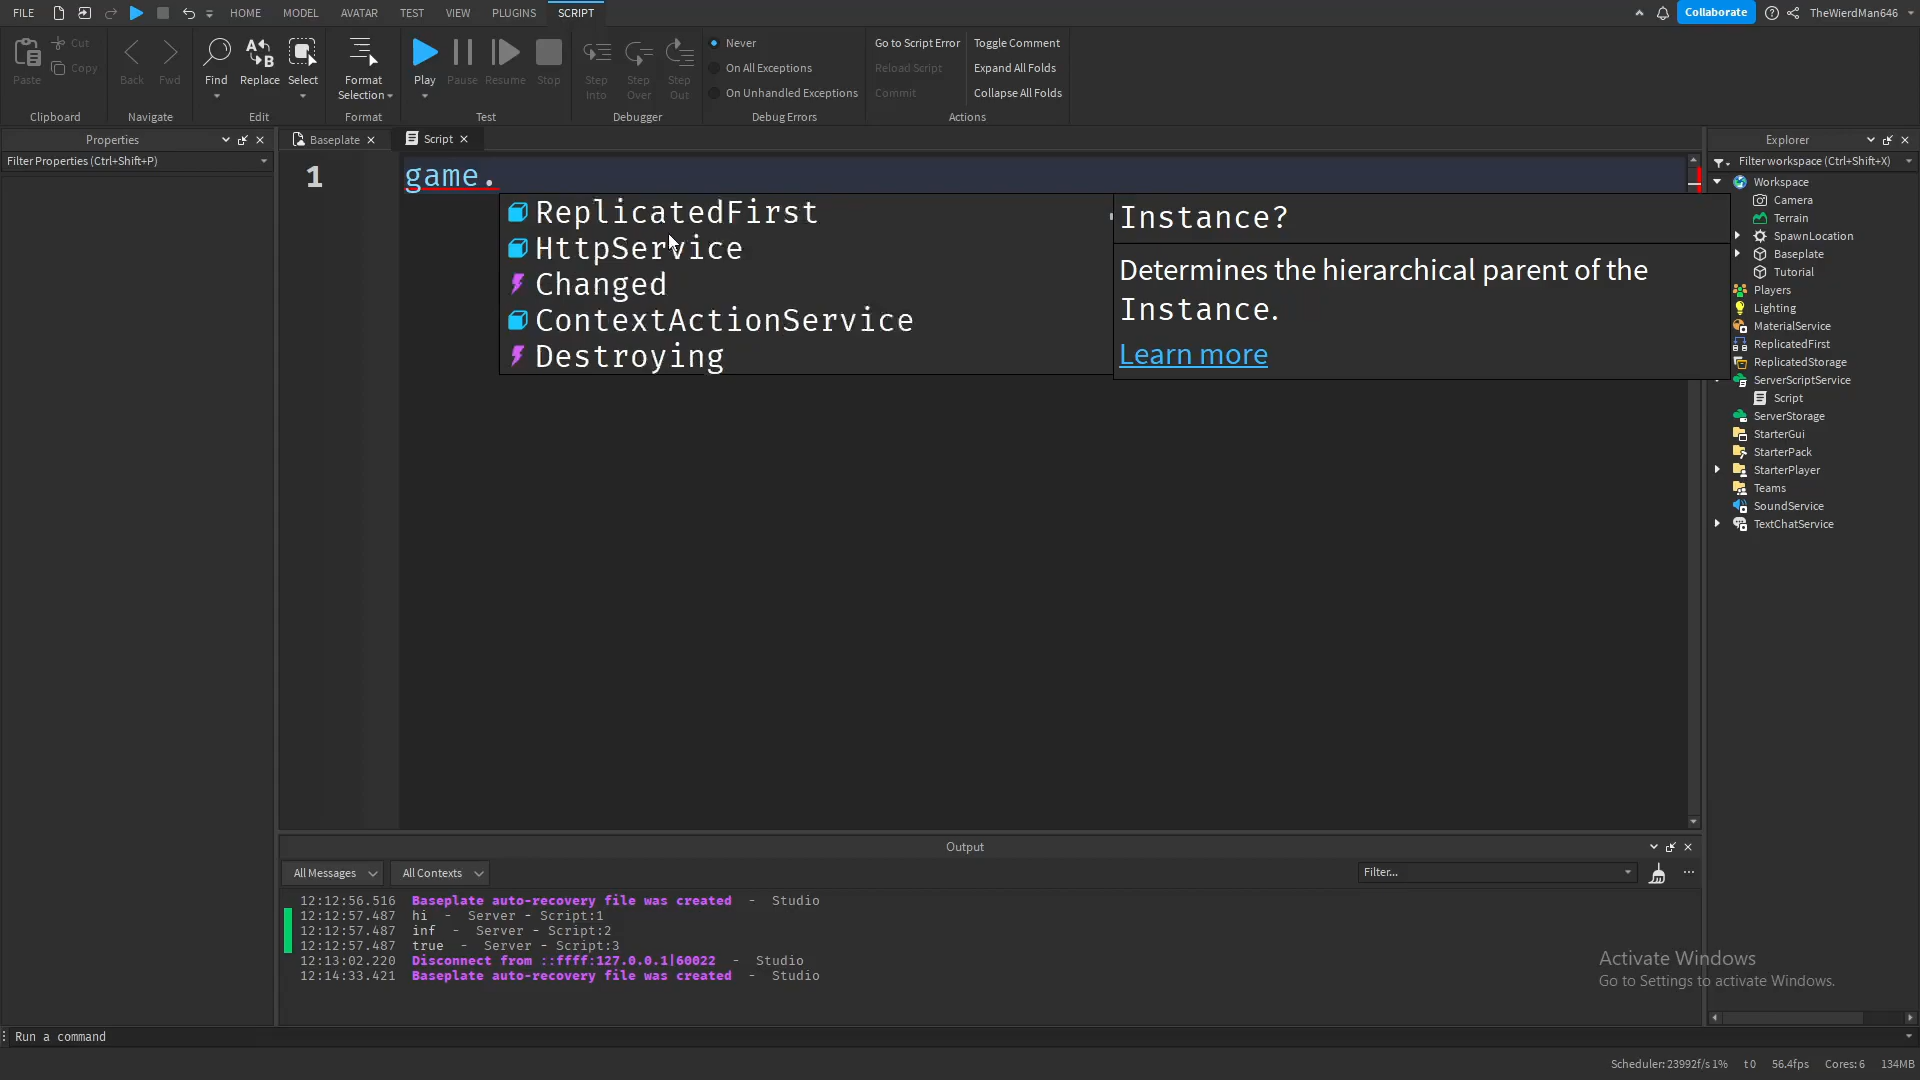 FILE HOME MODEL AVATAR TEST VIEW PLUGINS SCRIPT Collaborate TheWierdMan646
Paste Cut Copy Back Fwd Find Replace Select Format Selection Play Pause Resume Stop Step Into Step Over Step Out
Never
On All Exceptions
On Unhandled Exceptions
Go to Script Error Toggle Comment
Reload Script Expand All Folds
Commit Collapse All Folds
Clipboard Navigate Edit Format Test Debugger Debug Errors Actions
Properties
Filter Properties (Ctrl+Shift+P)
Baseplate Script
1 game.
ReplicatedFirst
HttpService
Changed
ContextActionService
Destroying
Instance?
Determines the hierarchical parent of the
Instance.
Learn more
Explorer
Filter workspace (Ctrl+Shift+X)
Workspace
Camera
Terrain
SpawnLocation
Baseplate
Tutorial
Players
Lighting
MaterialService
ReplicatedFirst
ReplicatedStorage
ServerScriptService
Script
ServerStorage
StarterGui
StarterPack
StarterPlayer
Teams
SoundService
TextChatService
Output
All Messages All Contexts Filter...
12:12:56.516 Baseplate auto-recovery file was created - Studio
12:12:57.487 hi - Server - Script:1
12:12:57.487 inf - Server - Script:2
12:12:57.487 true - Server - Script:3
12:13:02.220 Disconnect from ::ffff:127.0.0.1|60022 - Studio
12:14:33.421 Baseplate auto-recovery file was created - Studio
Activate Windows
Go to Settings to activate Windows.
Run a command
Scheduler:23992f/s 1% t 0 56.4fps Cores: 6 134MB